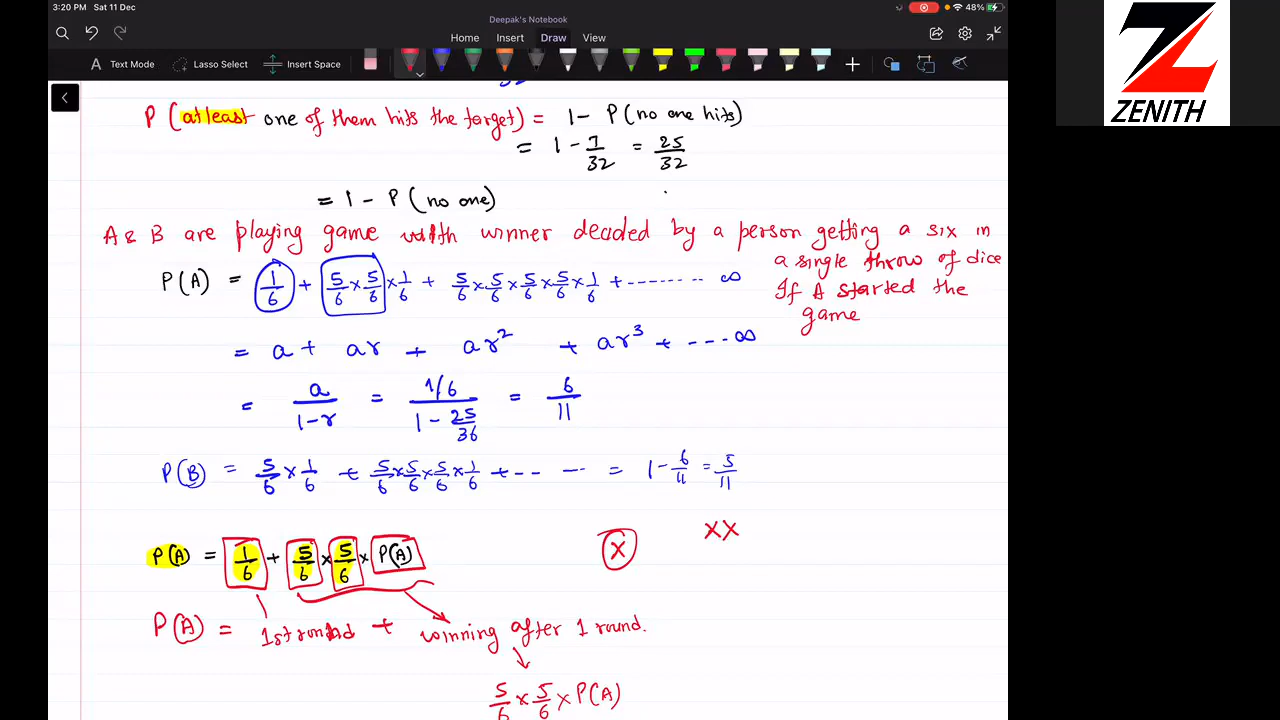 3:20 PM Sat 11 Dec
48%
Deepak's Notebook
Home Insert Draw View
Text Mode Lasso Select Insert Space
ZENITH
P (atleast one of them hits the target) = 1 - P (no one hits)
= 1 - 7/32 = 25/32
= 1 - P (no one)
A & B are playing game with winner decided by a person getting a six in
a single throw of dice
If A started the
game
P(A) = 1/6 + 5/6 × 5/6 × 1/6 + 5/6 × 5/6 × 5/6 × 5/6 × 1/6 + ........ ∞
= a + ar + ar² + ar³ + ---- ∞
= a/1-r = 1/6/1 - 25/36 = 6/11
P(B) = 5/6 × 1/6 + 5/6 × 5/6 × 5/6 × 1/6 + -- -- = 1 - 6/11 = 5/11
P(A) = 1/6 + 5/6 × 5/6 × P(A)
X
XX
P(A) = 1st round + winning after 1 round.
5/6 × 5/6 × P(A)